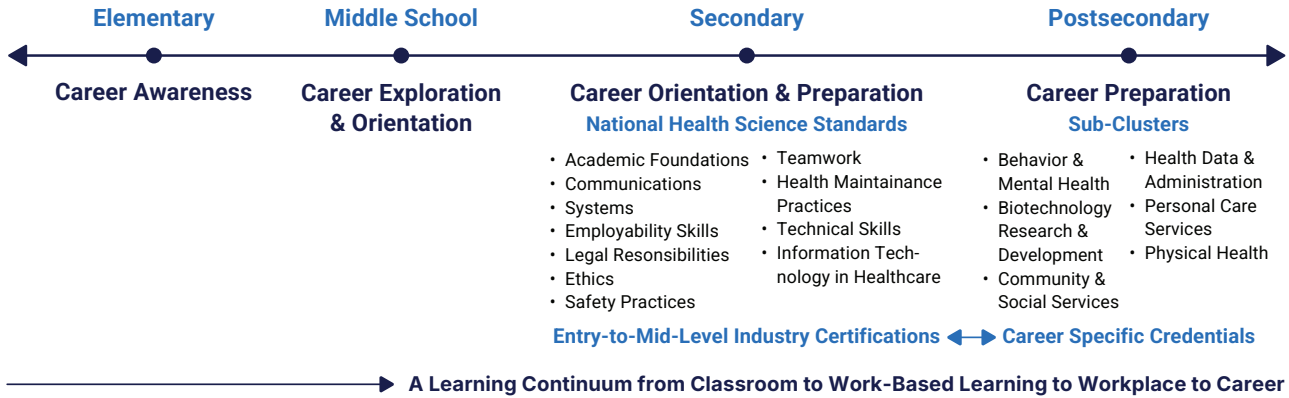 Elementary
Middle School
Secondary
Postsecondary
Career Awareness
Career Exploration
& Orientation
Career Orientation & Preparation
National Health Science Standards
• Academic Foundations
• Communications
• Systems
• Employability Skills
• Legal Resonsibilities
• Ethics
• Safety Practices
• Teamwork
• Health Maintainance
Practices
• Technical Skills
• Information Tech-
nology in Healthcare
Career Preparation
Sub-Clusters
• Behavior &
Mental Health
• Biotechnology
Research &
Development
• Community &
Social Services
• Health Data &
Administration
• Personal Care
Services
• Physical Health
Entry-to-Mid-Level Industry Certifications
Career Specific Credentials
A Learning Continuum from Classroom to Work-Based Learning to Workplace to Career